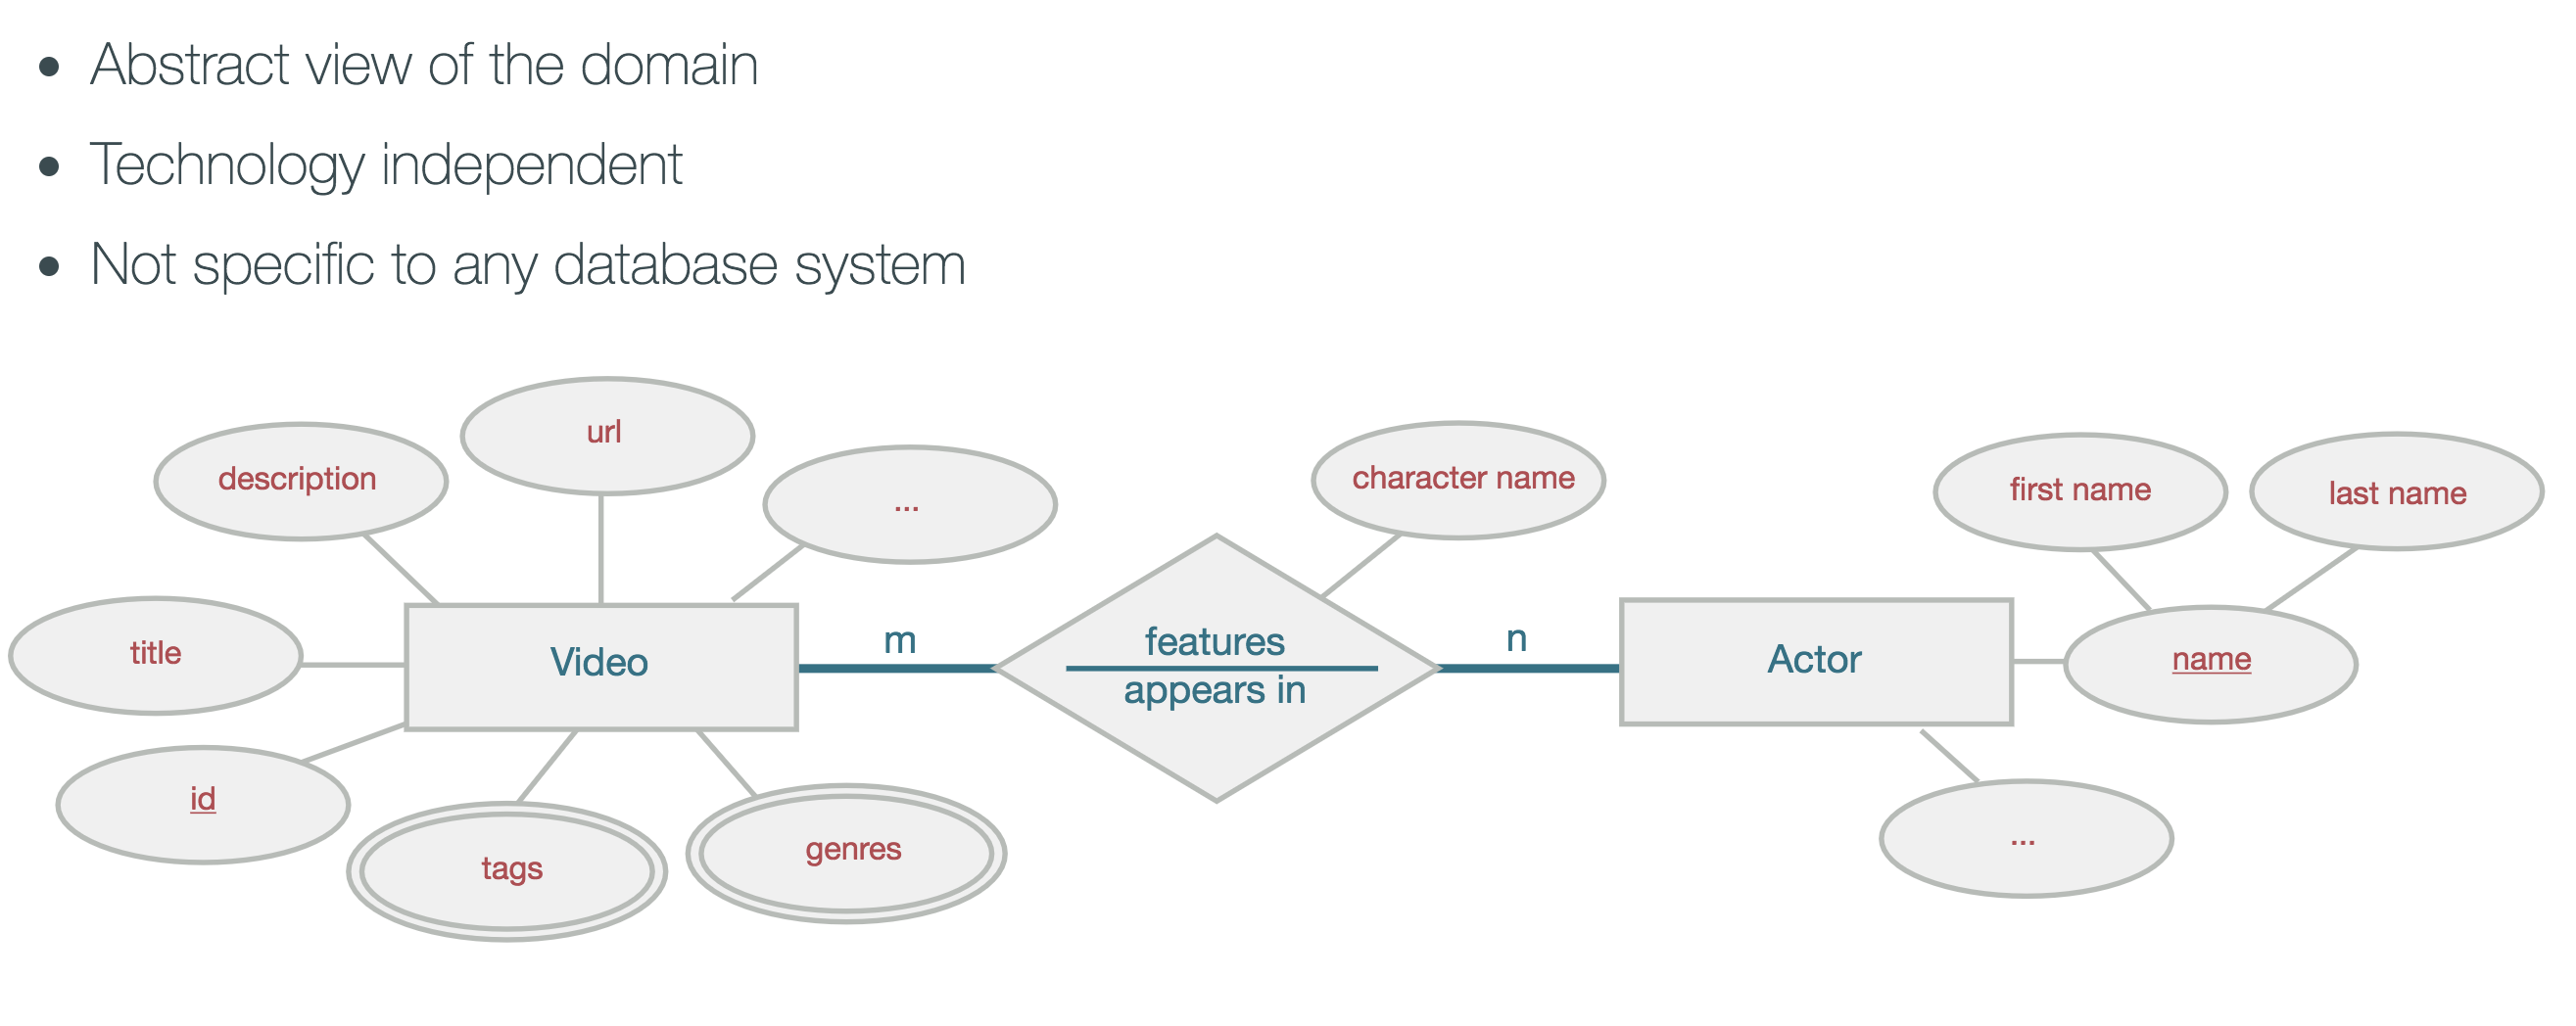 • Abstract view of the domain
• Technology independent
• Not specific to any database system
url
description
...
character name
first name
last name
title
Video
m
features
appears in
n
Actor
name
id
tags
genres
...